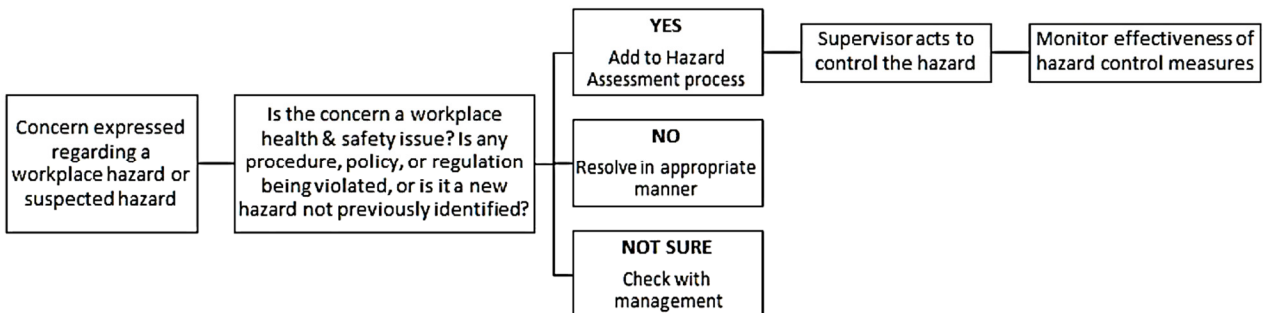 Concern expressed
regarding a
workplace hazard or
suspected hazard
Is the concern a workplace
health & safety issue? Is any
procedure, policy, or regulation
being violated, or is it a new
hazard not previously identified?
YES
Add to Hazard
Assessment process
Supervisor acts to
control the hazard
Monitor effectiveness of
hazard control measures
NO
Resolve in appropriate
manner
NOT SURE
Check with
management